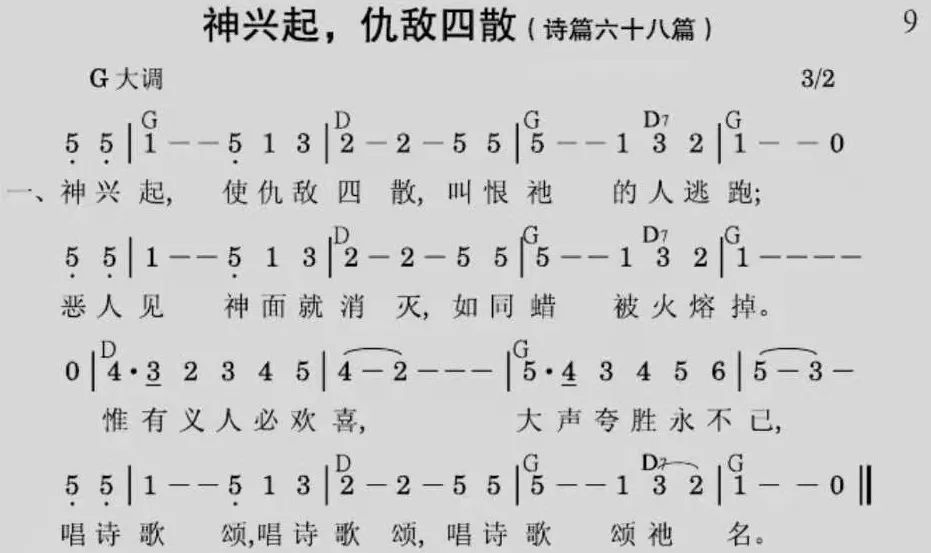 神兴起，仇敌四散（诗篇六十八篇） 9
G 大调 3/2
G D G D7 G
5 5 | 1 - - 5 1 3 | 2 - 2 - 5 5 | 5 - - 1 3 2 | 1 - - 0
一、神兴起, 使仇敌四散, 叫恨祂的人逃跑;
D G D7 G
5 5 | 1 - - 5 1 3 | 2 - 2 - 5 5 | 5 - - 1 3 2 | 1 - - - -
恶人见神面就消灭, 如同蜡被火熔掉。
D G
0 | 4 · 3 2 3 4 5 | 4 - 2 - - - | 5 · 4 3 4 5 6 | 5 - 3 -
惟有义人必欢喜, 大声夸胜永不已,
D G D7 G
5 5 | 1 - - 5 1 3 | 2 - 2 - 5 5 | 5 - - 1 3 2 | 1 - - 0 ‖
唱诗歌颂,唱诗歌颂, 唱诗歌颂祂名。